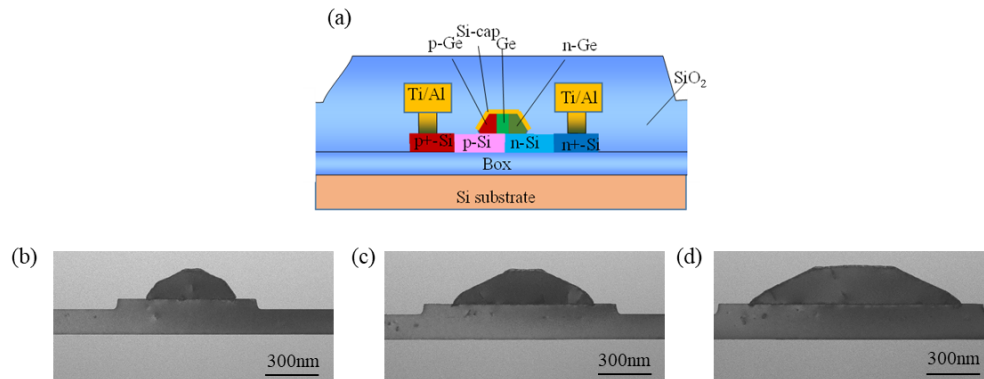 (a)
Si-cap
p-Ge Ge n-Ge
SiO2
Ti/Al Ti/Al
p+-Si p-Si n-Si n+-Si
Box
Si substrate
(b) (c) (d)
300nm 300nm 300nm